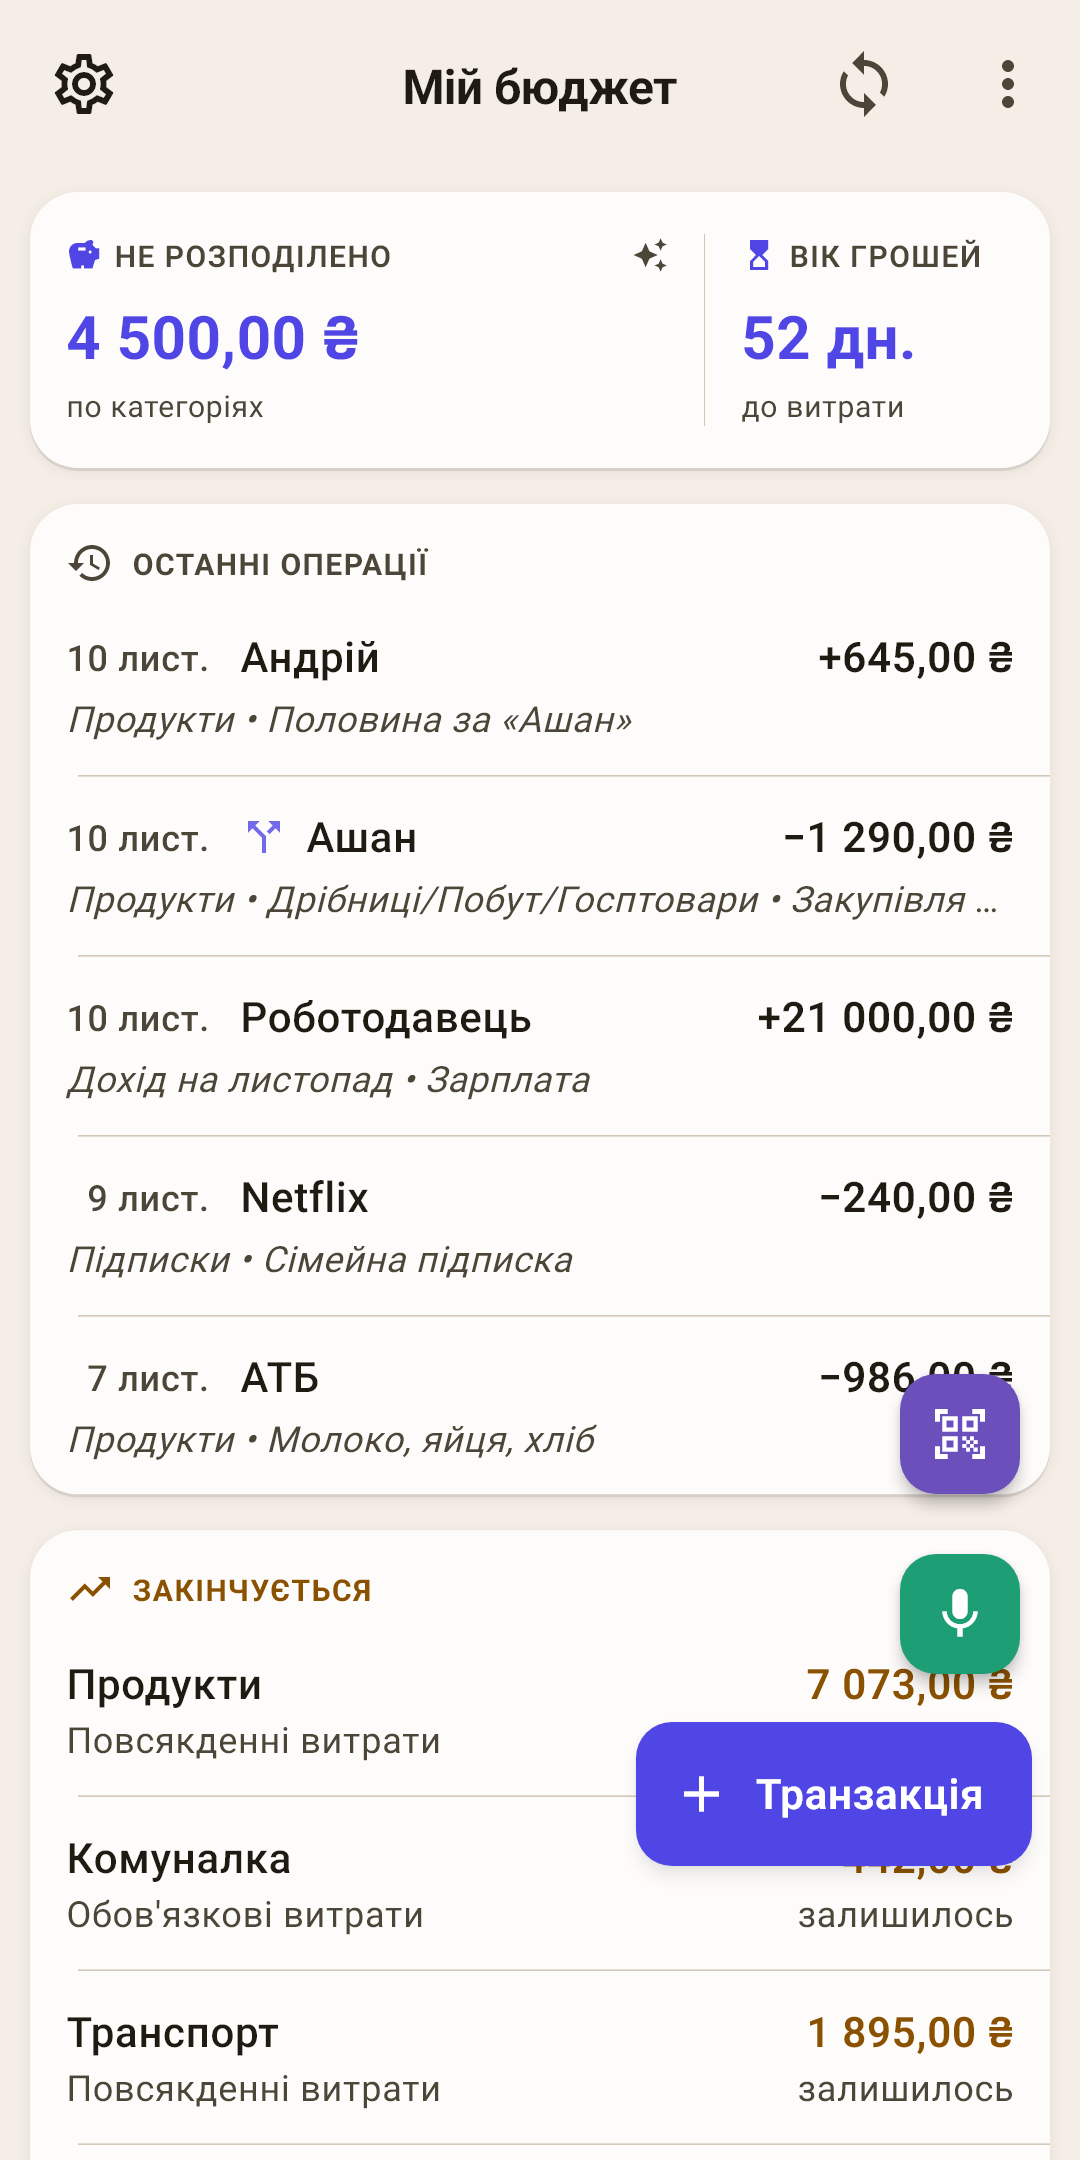 Мій бюджет
НЕ РОЗПОДІЛЕНО
4 500,00 ₴
по категоріях
ВІК ГРОШЕЙ
52 дн.
до витрати
ОСТАННІ ОПЕРАЦІЇ
10 лист. Андрій +645,00 ₴
Продукти • Половина за «Ашан»
10 лист. Ашан −1 290,00 ₴
Продукти • Дрібниці/Побут/Госптовари • Закупівля …
10 лист. Роботодавець +21 000,00 ₴
Дохід на листопад • Зарплата
9 лист. Netflix −240,00 ₴
Підписки • Сімейна підписка
7 лист. АТБ −986,00 ₴
Продукти • Молоко, яйця, хліб
ЗАКІНЧУЄТЬСЯ
Продукти 7 073,00 ₴
Повсякденні витрати
Транзакція
Комуналка
Обов'язкові витрати залишилось
Транспорт 1 895,00 ₴
Повсякденні витрати залишилось